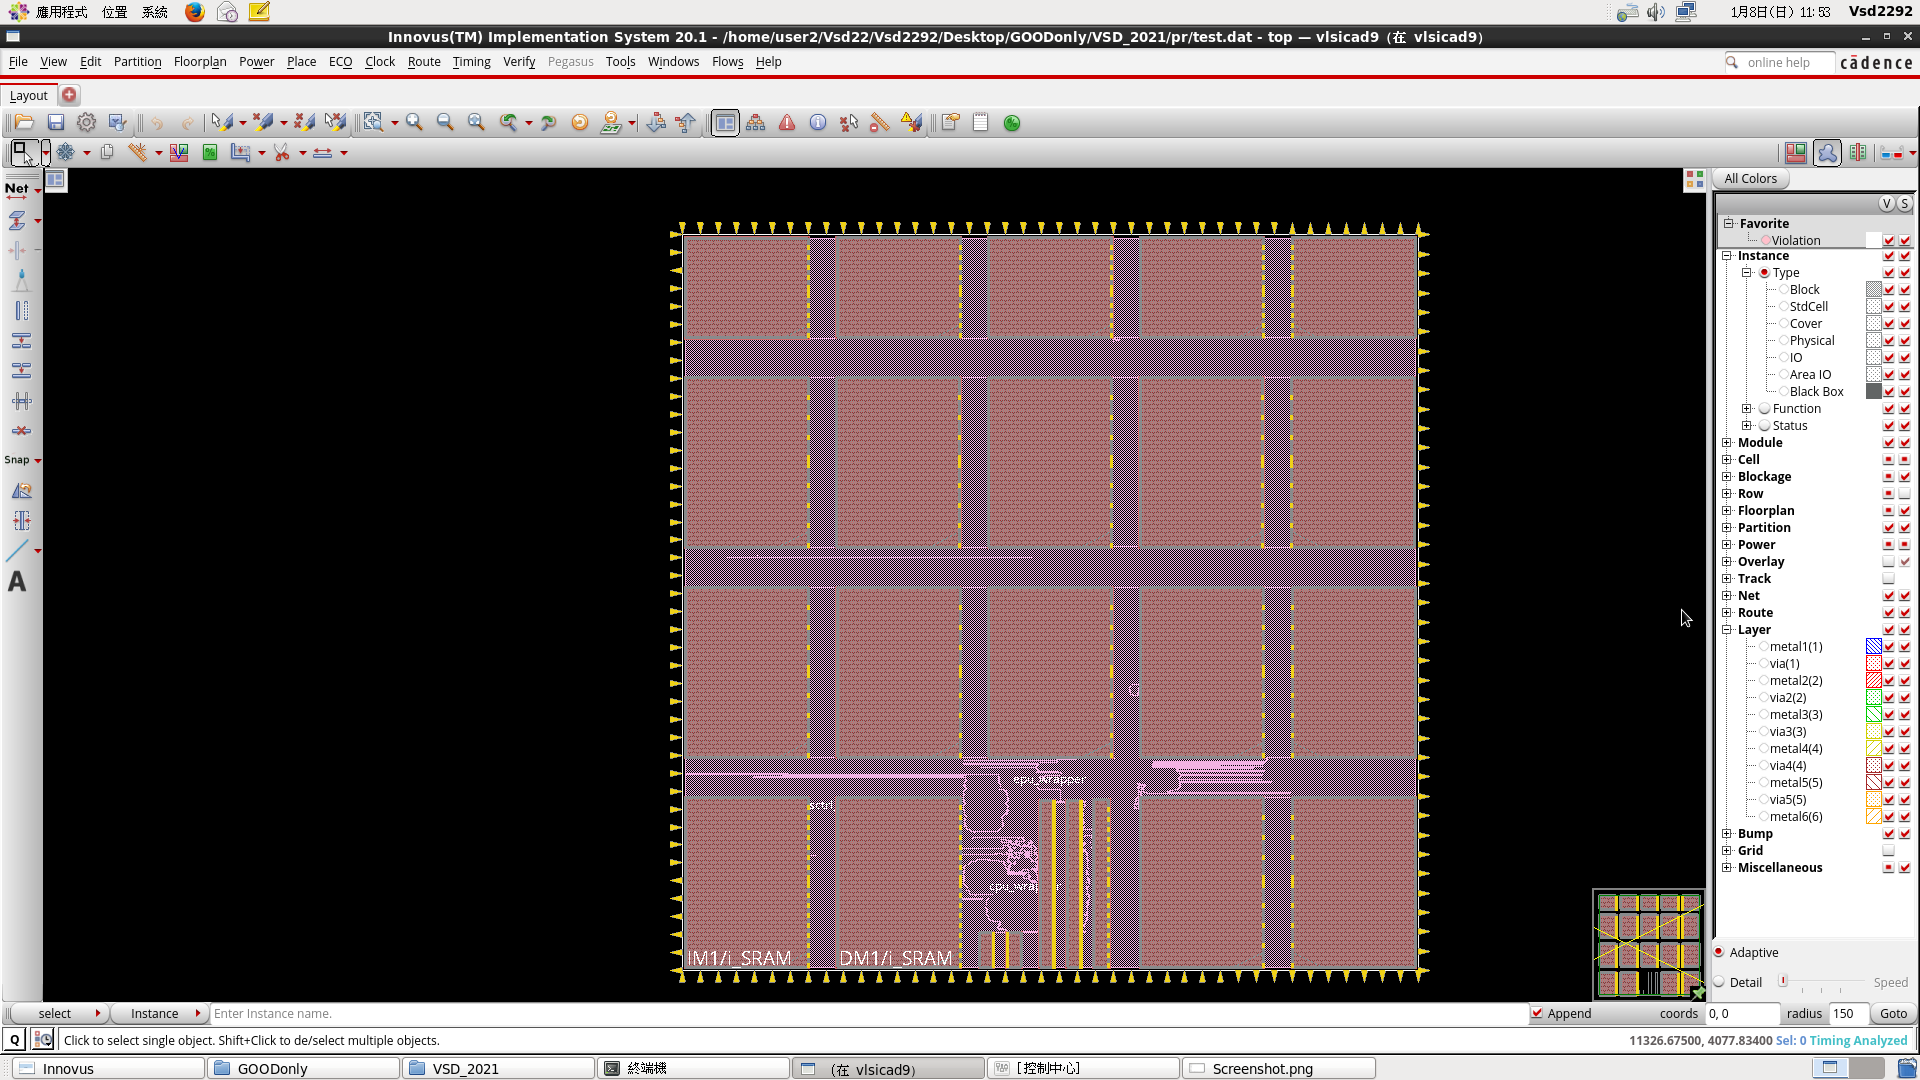 應用程式 位置 系統 1月8日(日) 11:53 Vsd2292
Innovus(TM) Implementation System 20.1 - /home/user2/Vsd22/Vsd2292/Desktop/GOODonly/VSD_2021/pr/test.dat - top — vlsicad9 (在 vlsicad9)
File View Edit Partition Floorplan Power Place ECO Clock Route Timing Verify Pegasus Tools Windows Flows Help online help cādence
Layout
Net
Snap
A
All Colors
V S
Favorite
Violation
Instance
Type
Block
StdCell
Cover
Physical
IO
Area IO
Black Box
Function
Status
Module
Cell
Blockage
Row
Floorplan
Partition
Power
Overlay
Track
Net
Route
Layer
metal1(1)
via(1)
metal2(2)
via2(2)
metal3(3)
via3(3)
metal4(4)
via4(4)
metal5(5)
via5(5)
metal6(6)
Bump
Grid
Miscellaneous
Adaptive
Detail Speed
epu_wrapper
sctrl
IM1/i_SRAM DM1/i_SRAM
select Instance Enter Instance name. Append coords 0, 0 radius 150 Goto
Q Click to select single object. Shift+Click to de/select multiple objects. 11326.67500, 4077.83400 Sel: 0 Timing Analyzed
Innovus GOODonly VSD_2021 終端機 (在 vlsicad9) [控制中心] Screenshot.png